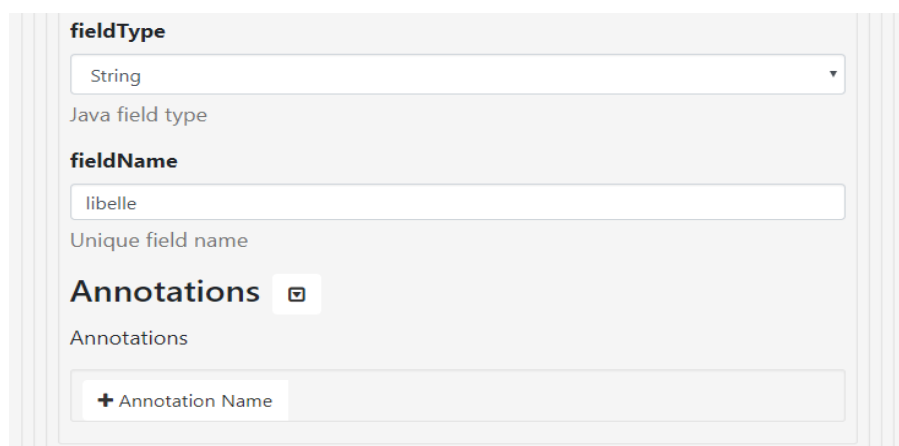 fieldType
String
Java field type
fieldName
libelle
Unique field name
Annotations
Annotations
+ Annotation Name